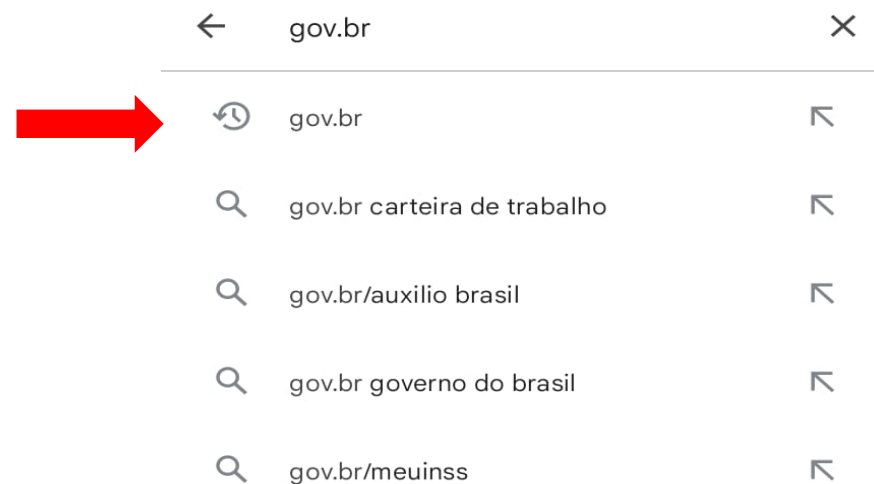 gov.br
gov.br
gov.br carteira de trabalho
gov.br/auxilio brasil
gov.br governo do brasil
gov.br/meuinss